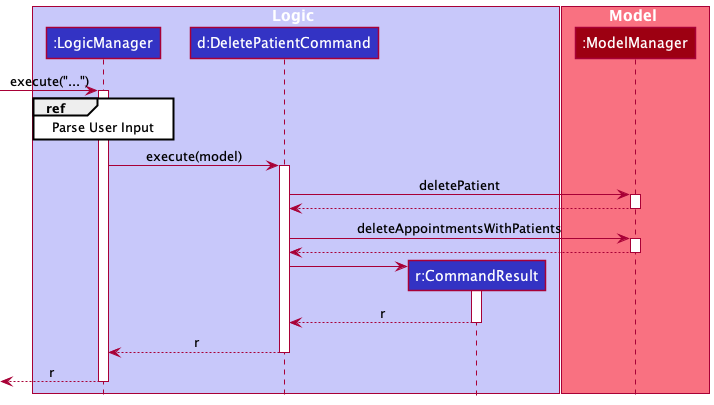 Logic
Model
:LogicManager
d:DeletePatientCommand
:ModelManager
execute("...")
ref
Parse User Input
execute(model)
deletePatient
deleteAppointmentsWithPatients
r:CommandResult
r
r
r